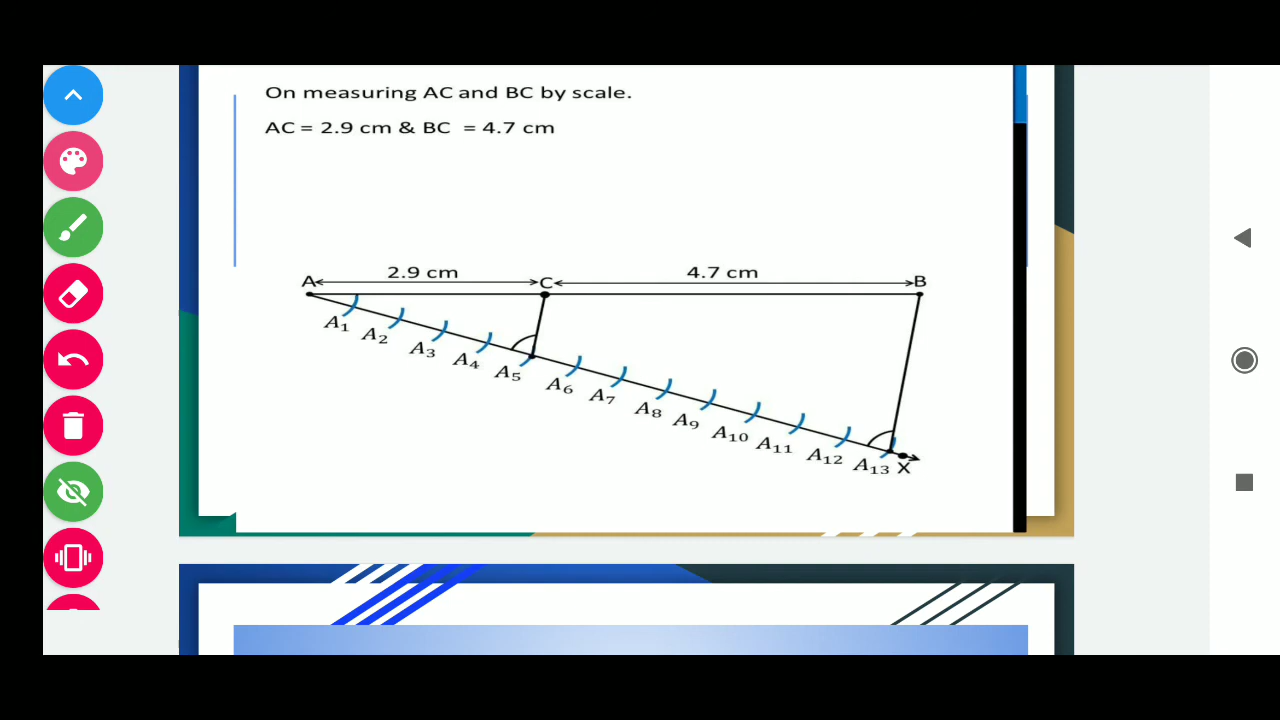 On measuring AC and BC by scale.
AC = 2.9 cm & BC = 4.7 cm
2.9 cm
4.7 cm
A
C
B
A₁
A₂
A₃
A₄
A₅
A₆
A₇
A₈
A₉
A₁₀
A₁₁
A₁₂
A₁₃
X